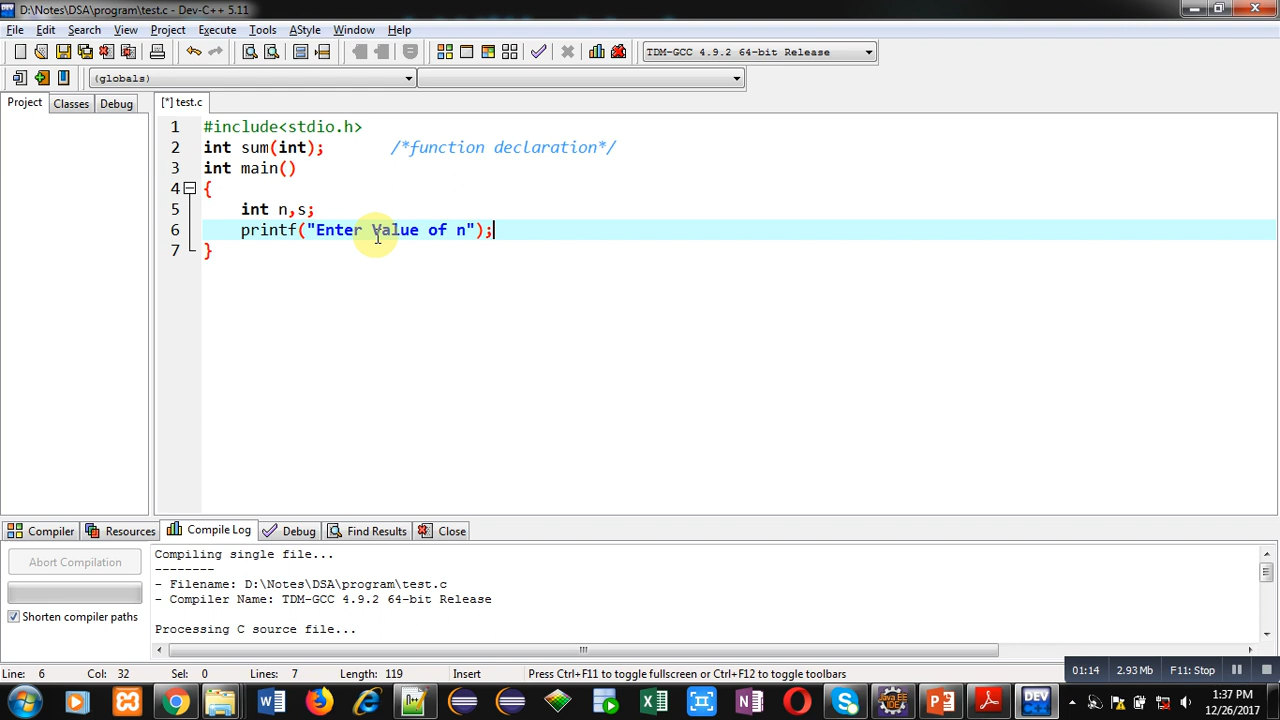 D:\Notes\DSA\program\test.c - Dev-C++ 5.11
File Edit Search View Project Execute Tools AStyle Window Help
TDM-GCC 4.9.2 64-bit Release
(globals)
Project Classes Debug [*] test.c
1 #include<stdio.h>
2 int sum(int); /*function declaration*/
3 int main()
4 {
5 int n,s;
6 printf("Enter Value of n");
7 }
Compiler Resources Compile Log Debug Find Results Close
Abort Compilation
Shorten compiler paths
Compiling single file...
--------
- Filename: D:\Notes\DSA\program\test.c
- Compiler Name: TDM-GCC 4.9.2 64-bit Release
Processing C source file...
Line: 6 Col: 32 Sel: 0 Lines: 7 Length: 119 Insert Press Ctrl+F11 to toggle fullscreen or Ctrl+F12 to toggle toolbars
01:14 2.93 Mb F11: Stop
1:37 PM
12/26/2017